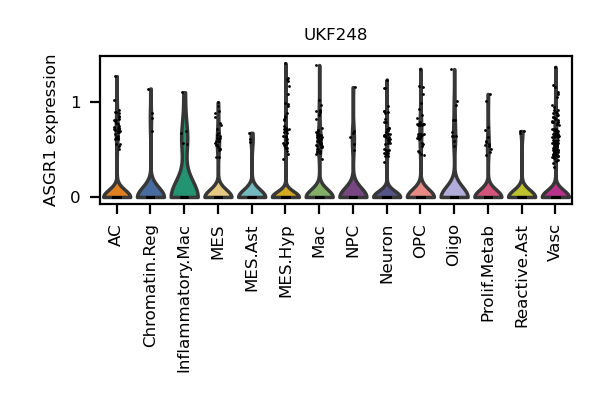 UKF248
ASGR1 expression
1
0
AC
Chromatin.Reg
Inflammatory.Mac
MES
MES.Ast
MES.Hyp
Mac
NPC
Neuron
OPC
Oligo
Prolif.Metab
Reactive.Ast
Vasc